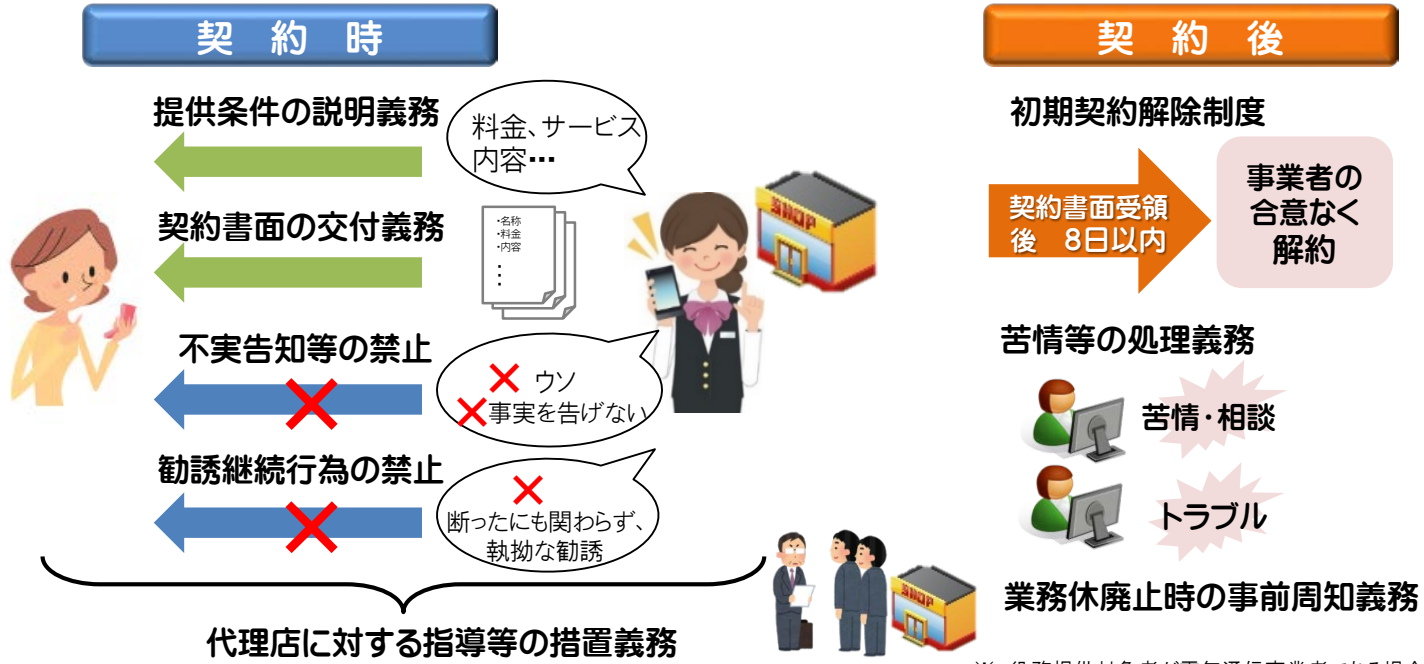 契約時
提供条件の説明義務
料金、サービス
内容…
契約書面の交付義務
・名称
・料金
・内容
⋮
SHOP
不実告知等の禁止
× ウソ
×事実を告げない
勧誘継続行為の禁止
×
断ったにも関わらず、
執拗な勧誘
代理店に対する指導等の措置義務
SHOP
契約後
初期契約解除制度
契約書面受領
後 8日以内
事業者の
合意なく
解約
苦情等の処理義務
苦情・相談
トラブル
業務休廃止時の事前周知義務